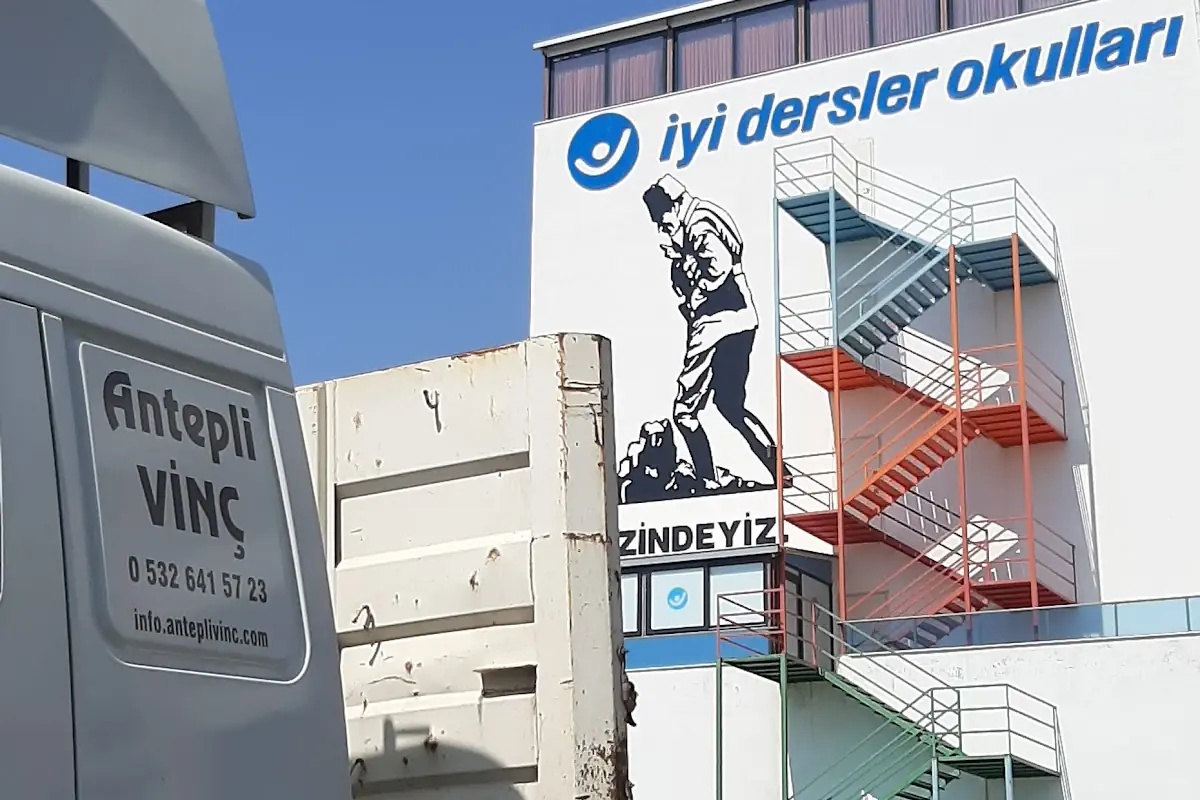 iyi dersler okulları
ZİNDEYİZ.
Antepli
VİNÇ
0 532 641 57 23
info.anteplivinc.com